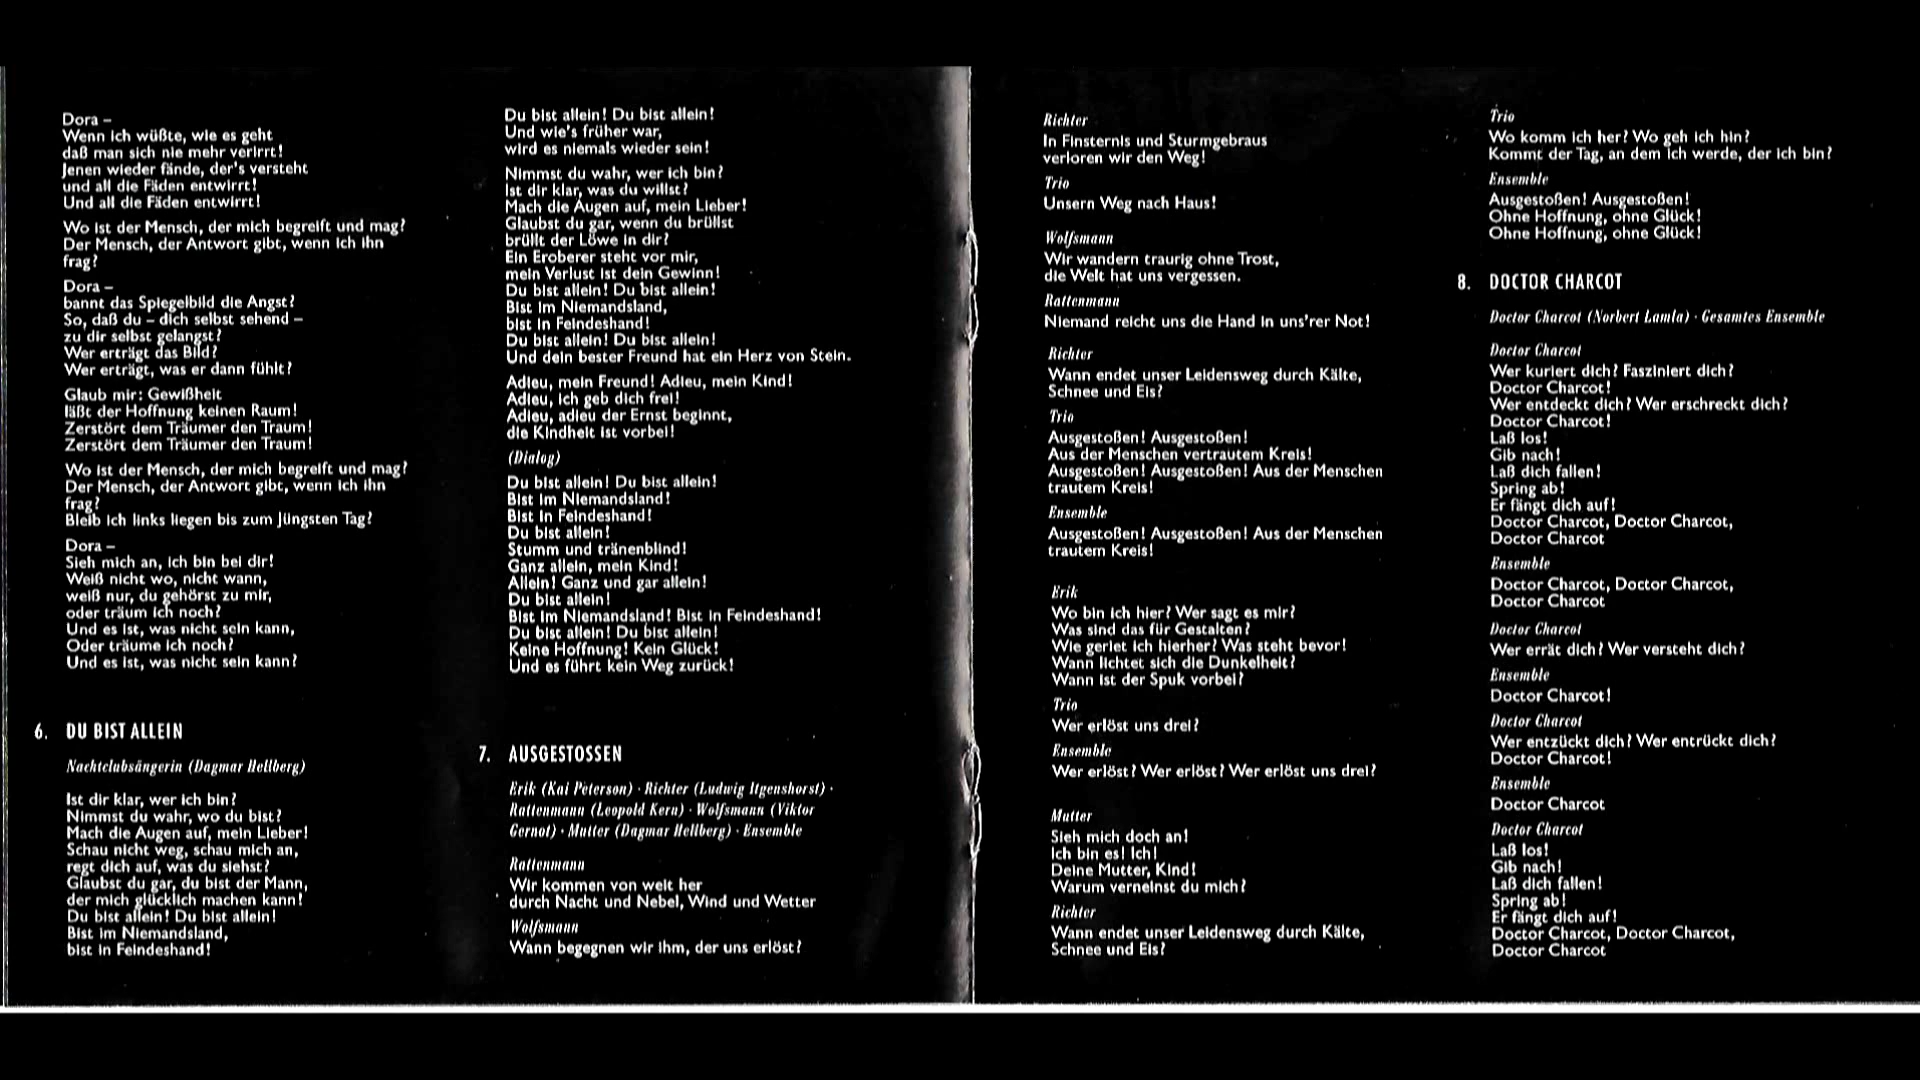 Dora –
Wenn ich wüßte, wie es geht
daß man sich nie mehr verirrt!
Jenen wieder fände, der's versteht
und all die Fäden entwirrt!
Und all die Fäden entwirrt!
Wo ist der Mensch, der mich begreift und mag?
Der Mensch, der Antwort gibt, wenn ich ihn
frag?
Dora –
bannt das Spiegelbild die Angst?
So, daß du – dich selbst sehend –
zu dir selbst gelangst?
Wer erträgt das Bild?
Wer erträgt, was er dann fühlt?
Glaub mir: Gewißheit
läßt der Hoffnung keinen Raum!
Zerstört dem Träumer den Traum!
Zerstört dem Träumer den Traum!
Wo ist der Mensch, der mich begreift und mag?
Der Mensch, der Antwort gibt, wenn ich ihn
frag?
Bleib ich links liegen bis zum Jüngsten Tag?
Dora –
Sieh mich an, ich bin bei dir!
Weiß nicht wo, nicht wann,
weiß nur, du gehörst zu mir,
oder träum ich noch?
Und es ist, was nicht sein kann,
Oder träume ich noch?
Und es ist, was nicht sein kann?
6. DU BIST ALLEIN
Nachtclubsängerin (Dagmar Hellberg)
Ist dir klar, wer ich bin?
Nimmst du wahr, wo du bist?
Mach die Augen auf, mein Lieber!
Schau nicht weg, schau mich an,
regt dich auf, was du siehst?
Glaubst du gar, du bist der Mann,
der mich glücklich machen kann?
Du bist allein! Du bist allein!
Bist im Niemandsland,
bist in Feindeshand!
Du bist allein! Du bist allein!
Und wie's früher war,
wird es niemals wieder sein!
Nimmst du wahr, wer ich bin?
Ist dir klar, was du willst?
Mach die Augen auf, mein Lieber!
Glaubst du gar, wenn du brüllst
brüllt der Löwe in dir?
Ein Eroberer steht vor mir,
mein Verlust ist dein Gewinn!
Du bist allein! Du bist allein!
Bist im Niemandsland,
bist in Feindeshand!
Du bist allein! Du bist allein!
Und dein bester Freund hat ein Herz von Stein.
Adieu, mein Freund! Adieu, mein Kind!
Adieu, ich geb dich frei!
Adieu, adieu der Ernst beginnt,
die Kindheit ist vorbei!
(Dialog)
Du bist allein! Du bist allein!
Bist im Niemandsland!
Bist in Feindeshand!
Du bist allein!
Stumm und tränenblind!
Ganz allein, mein Kind!
Allein! Ganz und gar allein!
Du bist allein!
Bist im Niemandsland! Bist in Feindeshand!
Du bist allein! Du bist allein!
Keine Hoffnung! Kein Glück!
Und es führt kein Weg zurück!
7. AUSGESTOSSEN
Erik (Kai Peterson) · Richter (Ludwig Itgenshorst) ·
Rattenmann (Leopold Kern) · Wolfsmann (Viktor
Gernot) · Mutter (Dagmar Hellberg) · Ensemble
Rattenmann
Wir kommen von weit her
durch Nacht und Nebel, Wind und Wetter
Wolfsmann
Wann begegnen wir ihm, der uns erlöst?
Richter
In Finsternis und Sturmgebraus
verloren wir den Weg!
Trio
Unsern Weg nach Haus!
Wolfsmann
Wir wandern traurig ohne Trost,
die Welt hat uns vergessen.
Rattenmann
Niemand reicht uns die Hand in uns'rer Not!
Richter
Wann endet unser Leidensweg durch Kälte,
Schnee und Eis?
Trio
Ausgestoßen! Ausgestoßen!
Aus der Menschen vertrautem Kreis!
Ausgestoßen! Ausgestoßen! Aus der Menschen
trautem Kreis!
Ensemble
Ausgestoßen! Ausgestoßen! Aus der Menschen
trautem Kreis!
Erik
Wo bin ich hier? Wer sagt es mir?
Was sind das für Gestalten?
Wie geriet ich hierher? Was steht bevor!
Wann lichtet sich die Dunkelheit?
Wann ist der Spuk vorbei?
Trio
Wer erlöst uns drei?
Ensemble
Wer erlöst? Wer erlöst? Wer erlöst uns drei?
Mutter
Sieh mich doch an!
Ich bin es! Ich!
Deine Mutter, Kind!
Warum verneinst du mich?
Richter
Wann endet unser Leidensweg durch Kälte,
Schnee und Eis?
Trio
Wo komm ich her? Wo geh ich hin?
Kommt der Tag, an dem ich werde, der ich bin?
Ensemble
Ausgestoßen! Ausgestoßen!
Ohne Hoffnung, ohne Glück!
Ohne Hoffnung, ohne Glück!
8. DOCTOR CHARCOT
Doctor Charcot (Norbert Lamla) · Gesamtes Ensemble
Doctor Charcot
Wer kuriert dich? Fasziniert dich?
Doctor Charcot!
Wer entdeckt dich? Wer erschreckt dich?
Doctor Charcot!
Laß los!
Gib nach!
Laß dich fallen!
Spring ab!
Er fängt dich auf!
Doctor Charcot, Doctor Charcot,
Doctor Charcot
Ensemble
Doctor Charcot, Doctor Charcot,
Doctor Charcot
Doctor Charcot
Wer errät dich? Wer versteht dich?
Ensemble
Doctor Charcot!
Doctor Charcot
Wer entzückt dich? Wer entrückt dich?
Doctor Charcot!
Ensemble
Doctor Charcot
Doctor Charcot
Laß los!
Gib nach!
Laß dich fallen!
Spring ab!
Er fängt dich auf!
Doctor Charcot, Doctor Charcot,
Doctor Charcot